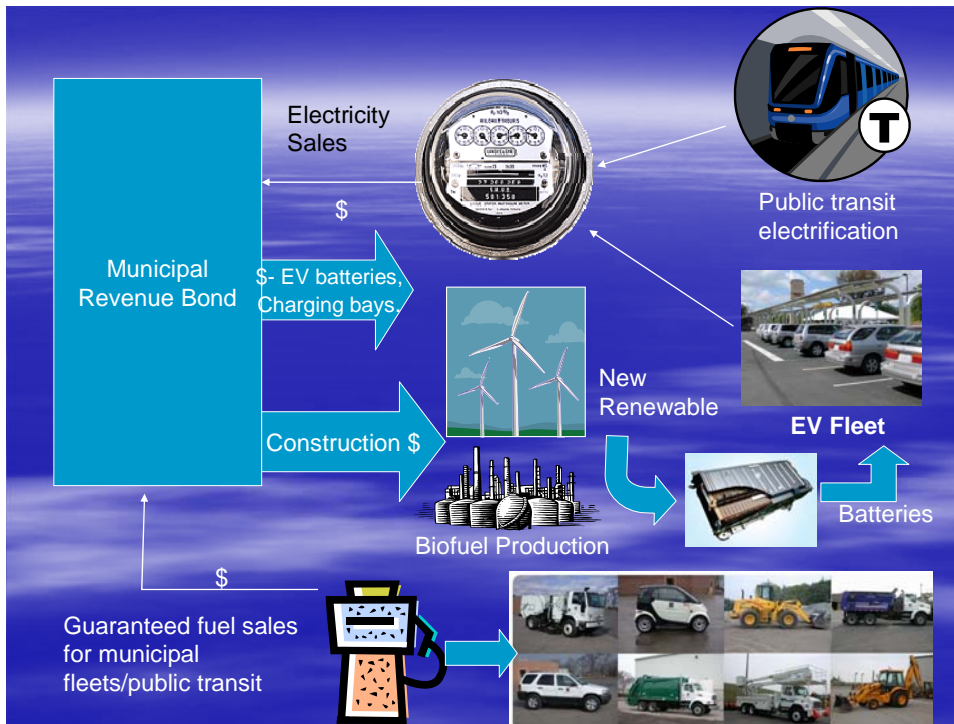 Electricity
Sales
$
KILOWATTHOURS
T
Public transit
electrification
Municipal
Revenue Bond
$- EV batteries,
Charging bays.
New
Renewable
EV Fleet
Construction $
Batteries
Biofuel Production
$
Guaranteed fuel sales
for municipal
fleets/public transit